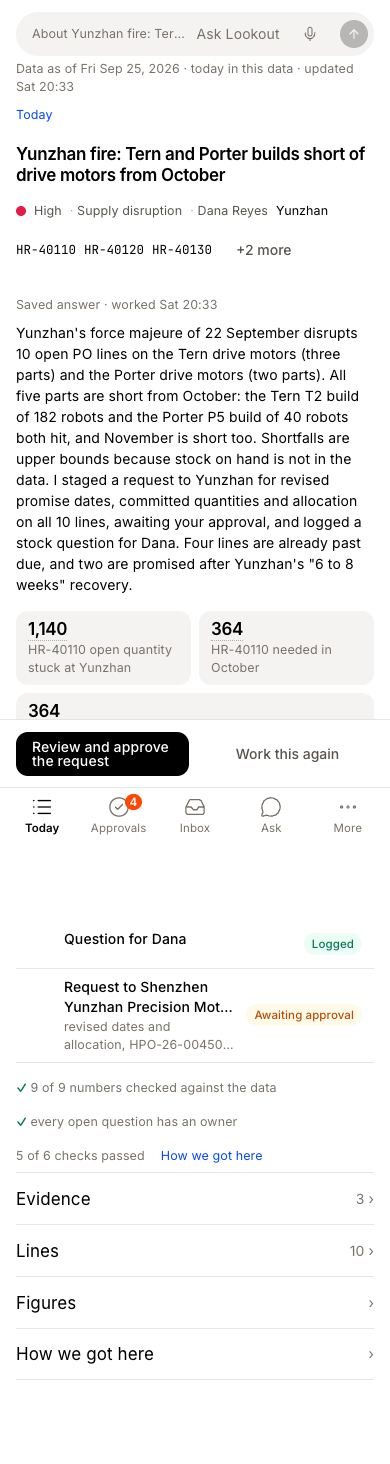 About Yunzhan fire: Ter... Ask Lookout
Data as of Fri Sep 25, 2026 · today in this data · updated
Sat 20:33
Today
Yunzhan fire: Tern and Porter builds short of
drive motors from October
High · Supply disruption · Dana Reyes Yunzhan
HR-40110 HR-40120 HR-40130 +2 more
Saved answer · worked Sat 20:33
Yunzhan's force majeure of 22 September disrupts
10 open PO lines on the Tern drive motors (three
parts) and the Porter drive motors (two parts). All
five parts are short from October: the Tern T2 build
of 182 robots and the Porter P5 build of 40 robots
both hit, and November is short too. Shortfalls are
upper bounds because stock on hand is not in the
data. I staged a request to Yunzhan for revised
promise dates, committed quantities and allocation
on all 10 lines, awaiting your approval, and logged a
stock question for Dana. Four lines are already past
due, and two are promised after Yunzhan's "6 to 8
weeks" recovery.
1,140
HR-40110 open quantity
stuck at Yunzhan
364
HR-40110 needed in
October
364
Review and approve
the request
Work this again
Today
4
Approvals
Inbox
Ask
More
Question for Dana
Logged
Request to Shenzhen
Yunzhan Precision Mot...
revised dates and
allocation, HPO-26-00450...
Awaiting approval
9 of 9 numbers checked against the data
every open question has an owner
5 of 6 checks passed How we got here
Evidence 3 ›
Lines 10 ›
Figures ›
How we got here ›